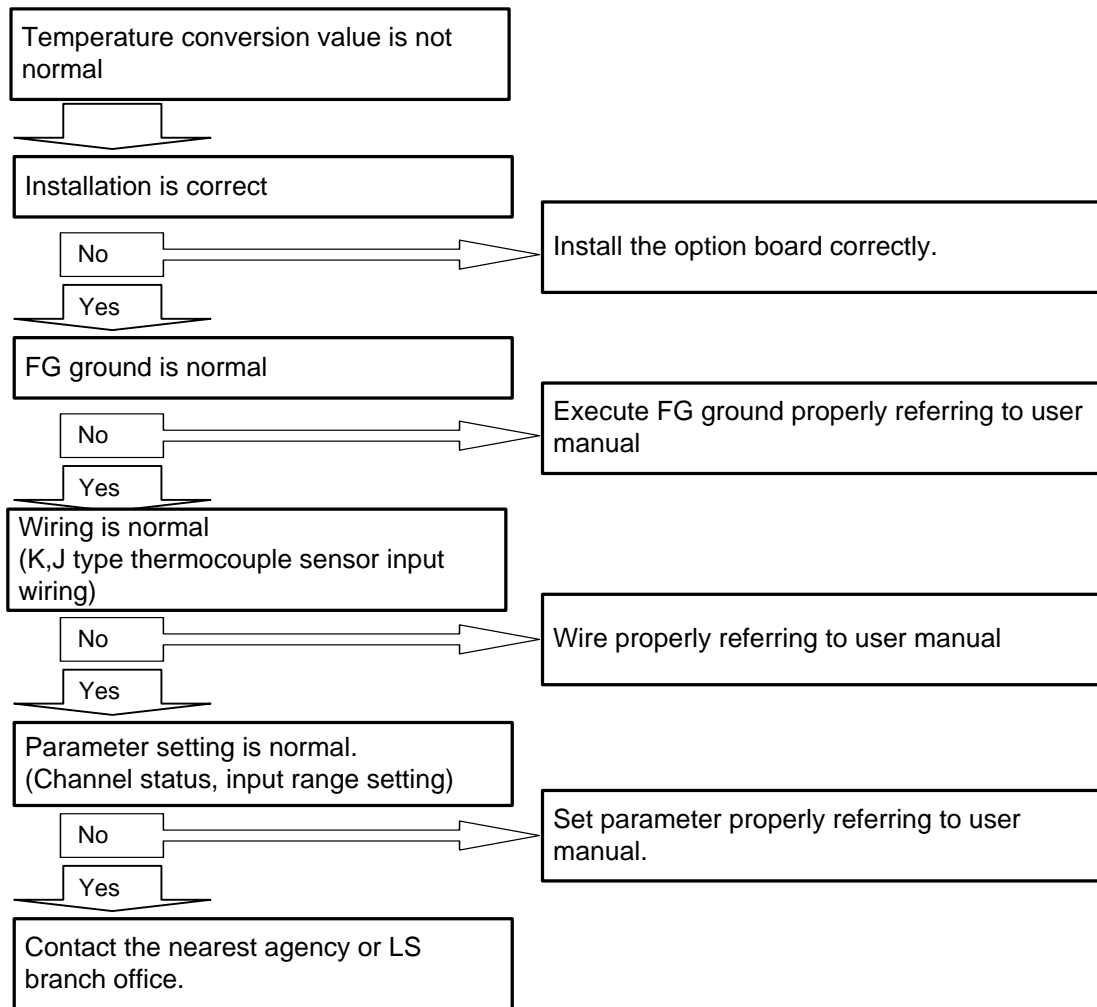 Temperature conversion value is not
normal
Installation is correct
No
Install the option board correctly.
Yes
FG ground is normal
No
Execute FG ground properly referring to user
manual
Yes
Wiring is normal
(K,J type thermocouple sensor input
wiring)
No
Wire properly referring to user manual
Yes
Parameter setting is normal.
(Channel status, input range setting)
No
Set parameter properly referring to user
manual.
Yes
Contact the nearest agency or LS
branch office.